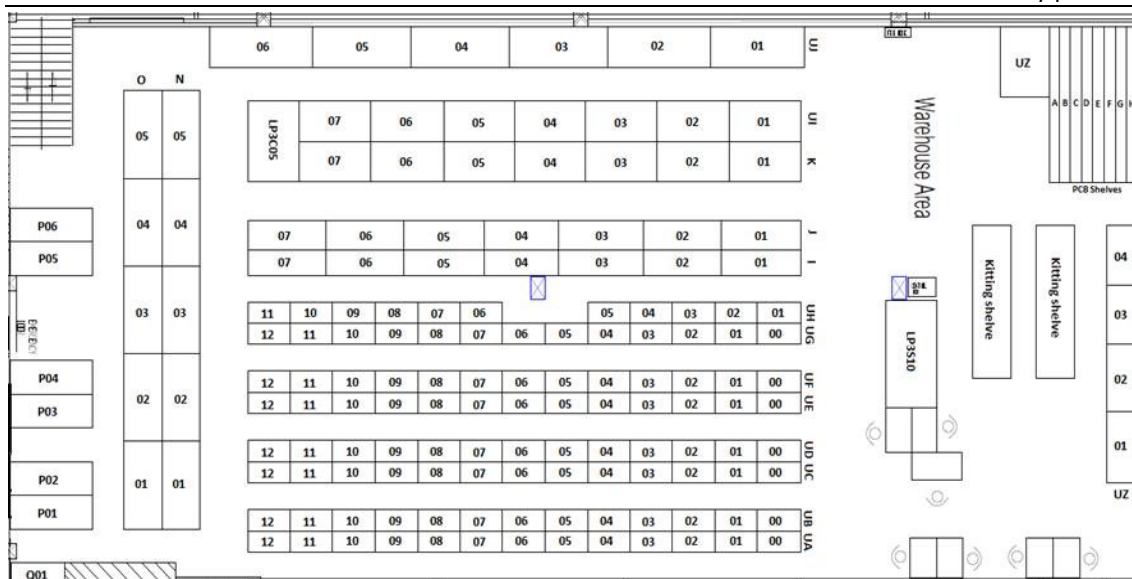 06 05 04 03 02 01 UJ
UZ
O N
A B C D E F G
LP3C05
07 06 05 04 03 02 01 UI
07 06 05 04 03 02 01 K
Warehouse Area
05 05
PCB Shelves
P06
P05
04 04
07 06 05 04 03 02 01 J
07 06 05 04 03 02 01 I
Kitting shelve
Kitting shelve
04
03
02
01
UZ
03 03
11 10 09 08 07 06 05 04 03 02 01 UH
12 11 10 09 08 07 06 05 04 03 02 01 00 UG
LP3S10
P04
P03
02 02
12 11 10 09 08 07 06 05 04 03 02 01 00 UF
12 11 10 09 08 07 06 05 04 03 02 01 00 UE
P02
P01
01 01
12 11 10 09 08 07 06 05 04 03 02 01 00 UD
12 11 10 09 08 07 06 05 04 03 02 01 00 UC
12 11 10 09 08 07 06 05 04 03 02 01 00 UB
12 11 10 09 08 07 06 05 04 03 02 01 00 UA
Q01